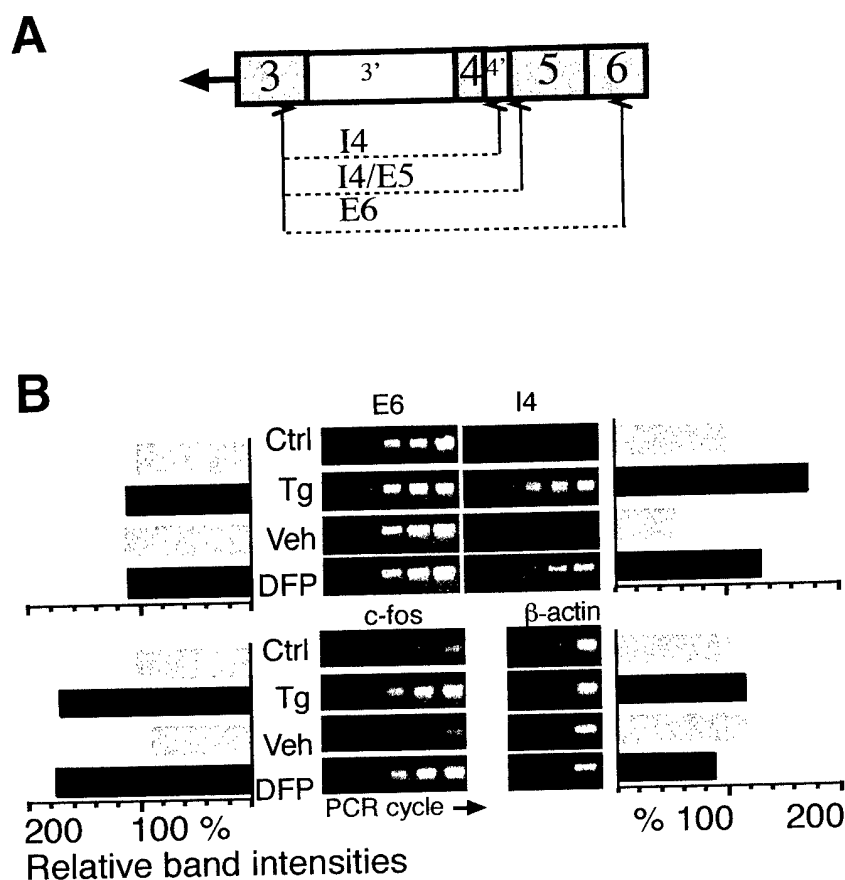 A
3 3' 4 4' 5 6
I4
I4/E5
E6
B
E6 I4
Ctrl
Tg
Veh
DFP
c-fos β-actin
Ctrl
Tg
Veh
DFP
PCR cycle
200 100 % % 100 200
Relative band intensities